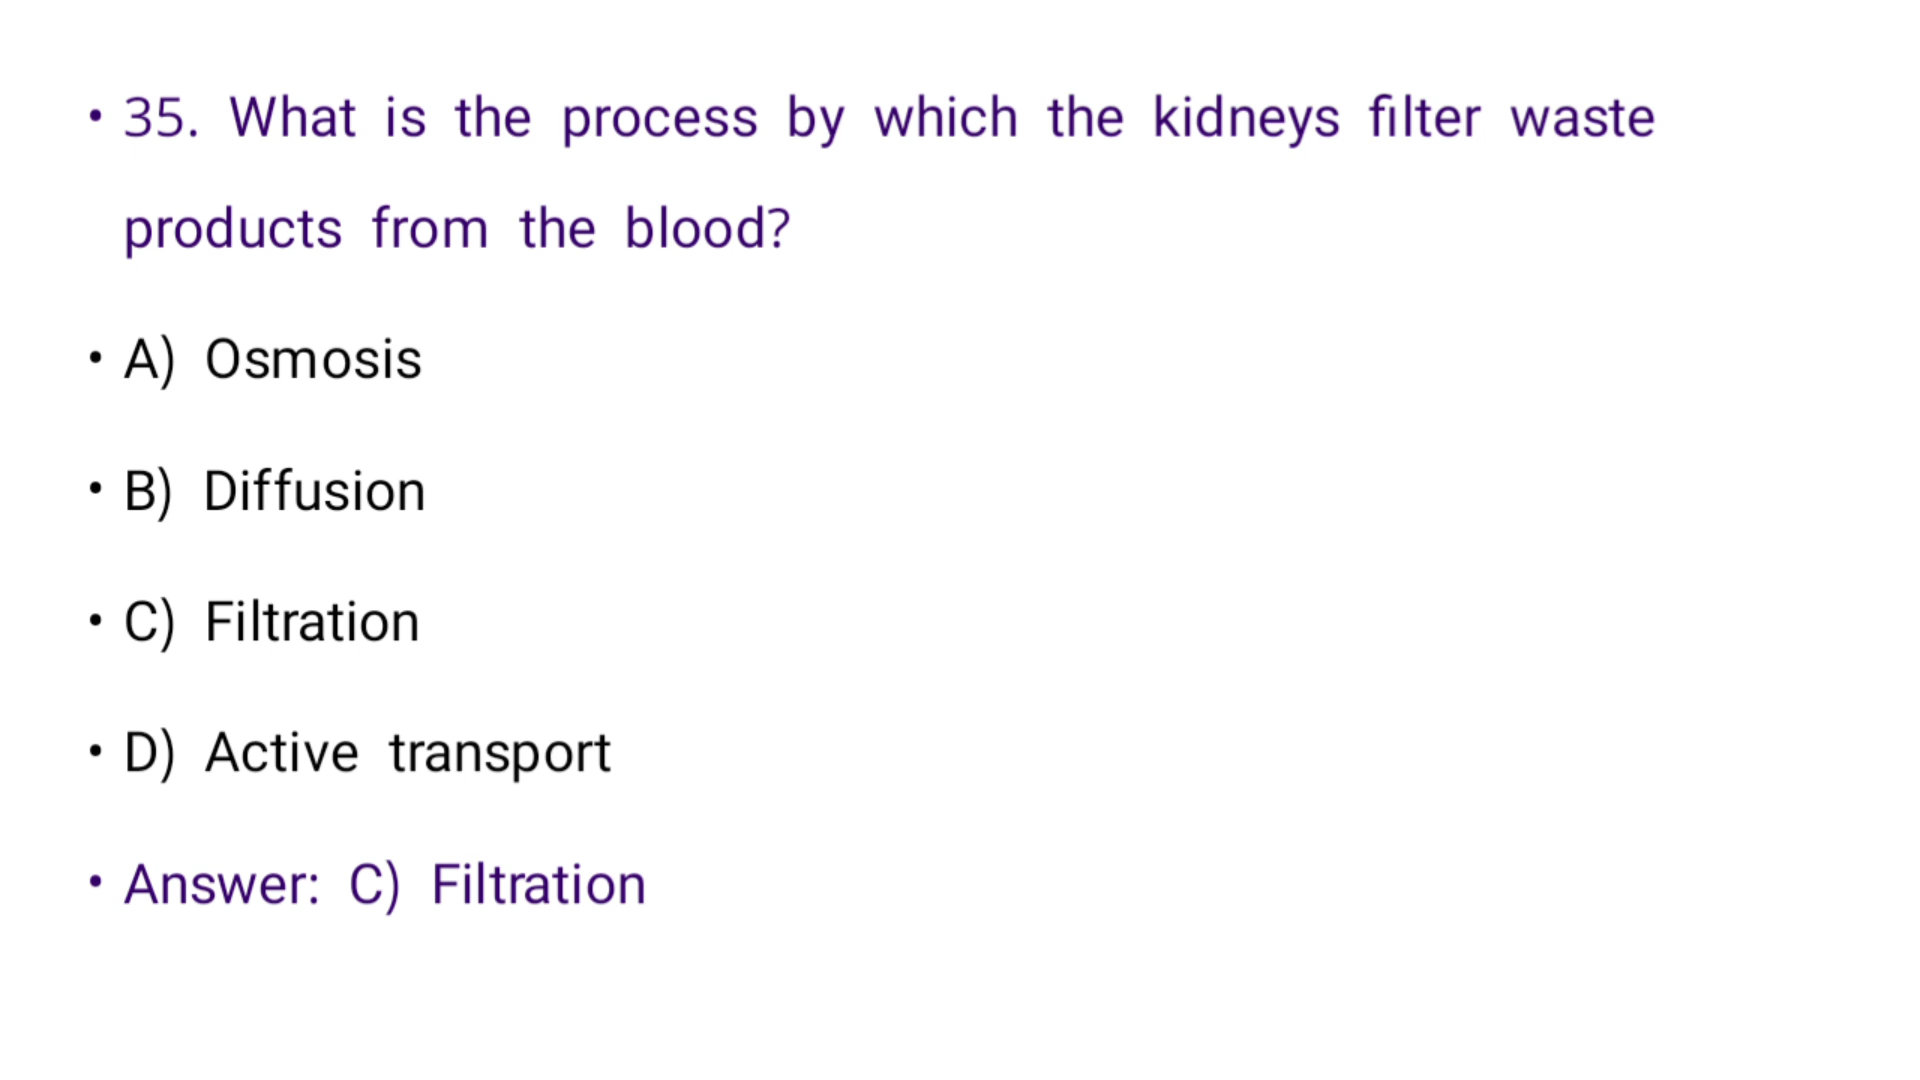 • 35. What is the process by which the kidneys filter waste
products from the blood?
• A) Osmosis
• B) Diffusion
• C) Filtration
• D) Active transport
• Answer: C) Filtration